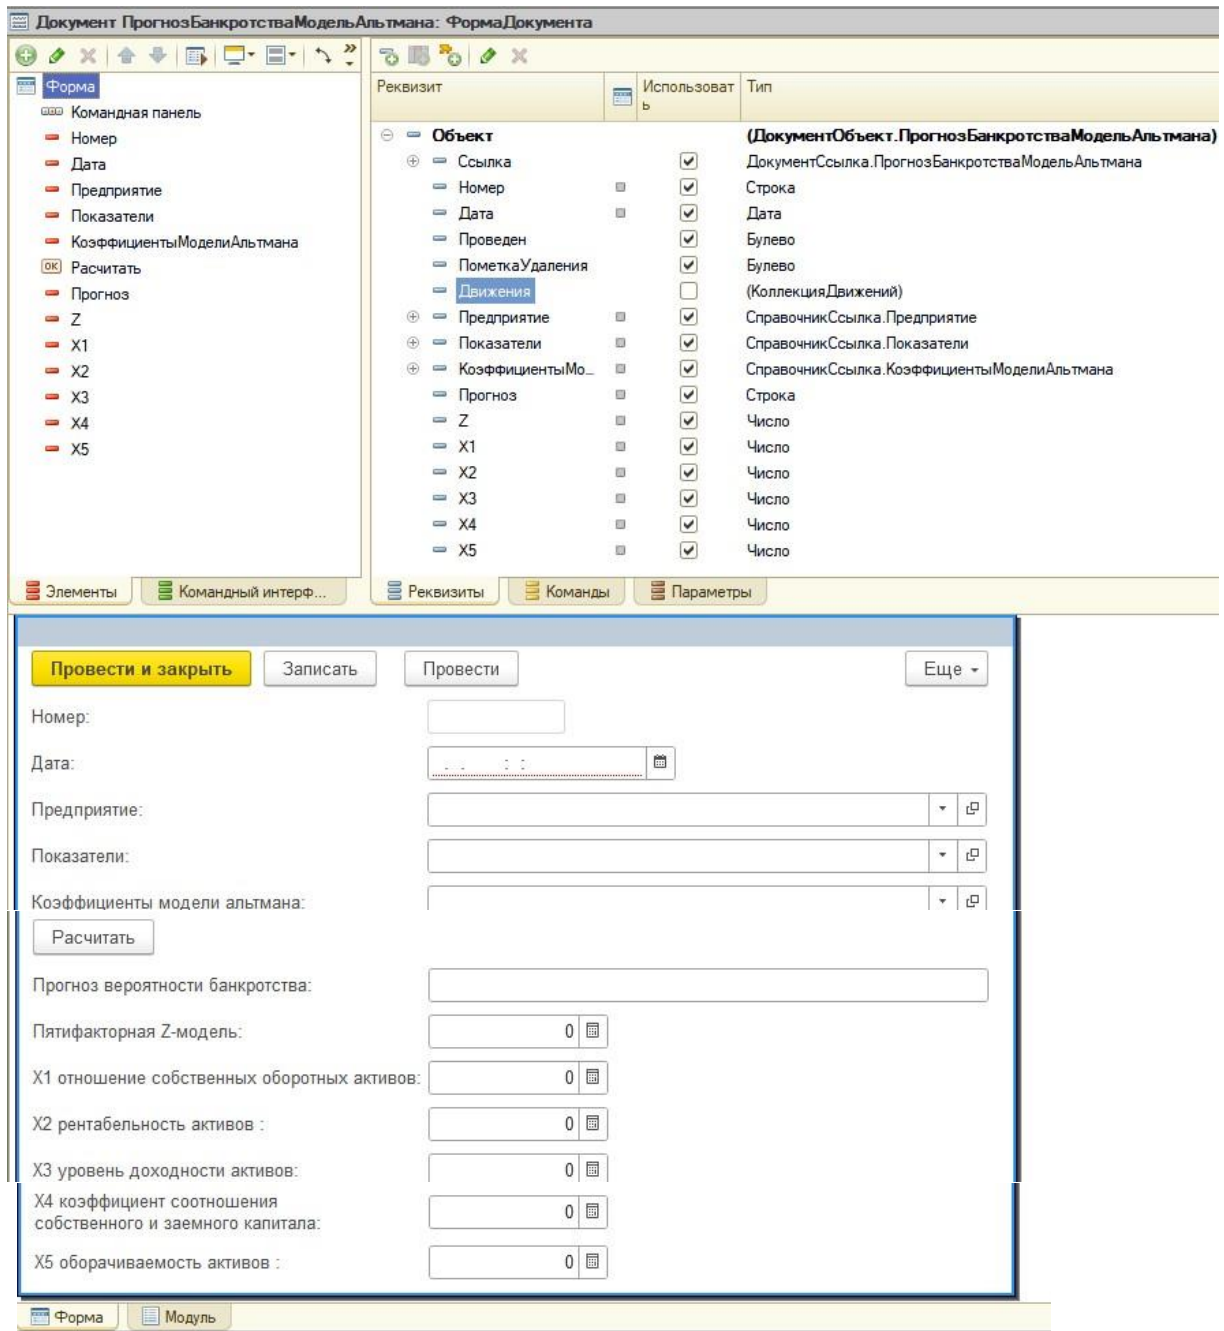 Документ ПрогнозБанкротстваМодельАльтмана: ФормаДокумента
Форма
Командная панель
Номер
Дата
Предприятие
Показатели
КоэффициентыМоделиАльтмана
OK Расчитать
Прогноз
Z
X1
X2
X3
X4
X5
Элементы
Командный интерф...
Реквизит
Использоват
ь
Тип
Объект (ДокументОбъект.ПрогнозБанкротстваМодельАльтмана)
Ссылка ДокументСсылка.ПрогнозБанкротстваМодельАльтмана
Номер Строка
Дата Дата
Проведен Булево
ПометкаУдаления Булево
Движения (КоллекцияДвижений)
Предприятие СправочникСсылка.Предприятие
Показатели СправочникСсылка.Показатели
КоэффициентыМо... СправочникСсылка.КоэффициентыМоделиАльтмана
Прогноз Строка
Z Число
X1 Число
X2 Число
X3 Число
X4 Число
X5 Число
Реквизиты
Команды
Параметры
Провести и закрыть Записать Провести Еще
Номер:
Дата: . . : :
Предприятие:
Показатели:
Коэффициенты модели альтмана:
Расчитать
Прогноз вероятности банкротства:
Пятифакторная Z-модель: 0
X1 отношение собственных оборотных активов: 0
X2 рентабельность активов : 0
X3 уровень доходности активов: 0
X4 коэффициент соотношения
собственного и заемного капитала: 0
X5 оборачиваемость активов : 0
Форма Модуль